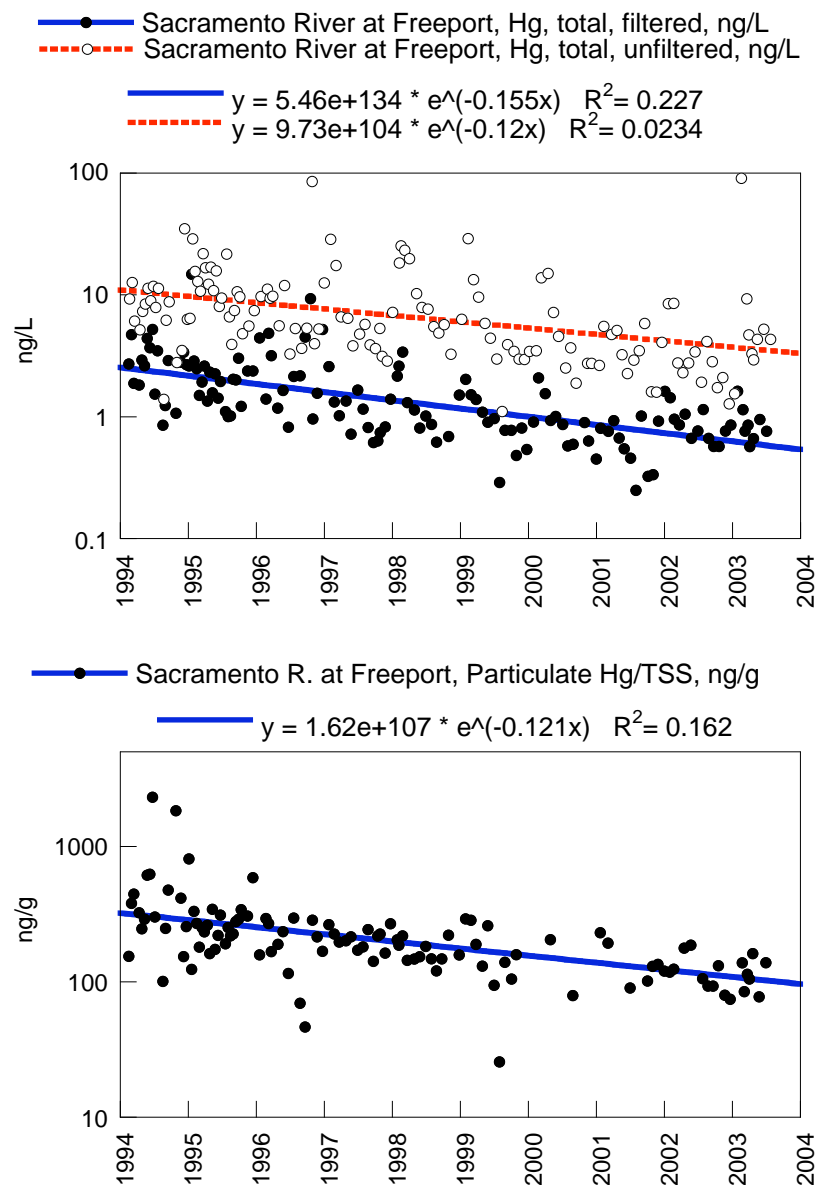 Sacramento River at Freeport, Hg, total, filtered, ng/L
Sacramento River at Freeport, Hg, total, unfiltered, ng/L
y = 5.46e+134 * e^(-0.155x) R²= 0.227
y = 9.73e+104 * e^(-0.12x) R²= 0.0234
100
10
1
0.1
ng/L
1994 1995 1996 1997 1998 1999 2000 2001 2002 2003 2004
Sacramento R. at Freeport, Particulate Hg/TSS, ng/g
y = 1.62e+107 * e^(-0.121x) R²= 0.162
1000
100
10
ng/g
1994 1995 1996 1997 1998 1999 2000 2001 2002 2003 2004